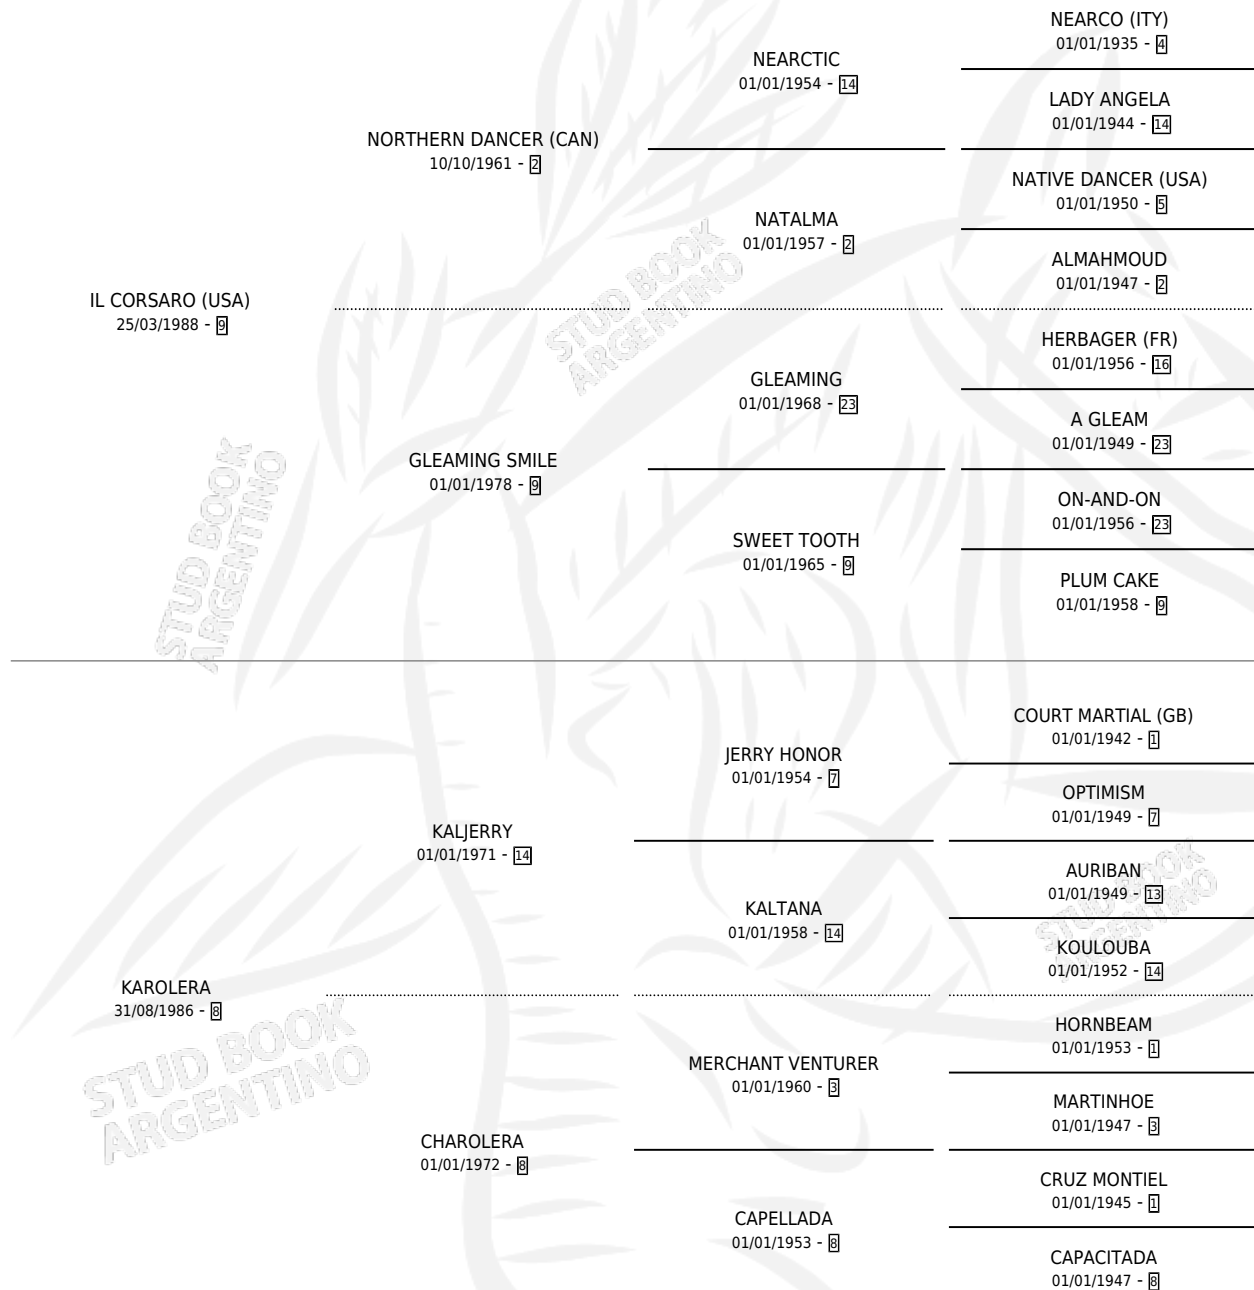 NEARCO (ITY)
01/01/1935 - 4
NEARCTIC
01/01/1954 - 14
LADY ANGELA
01/01/1944 - 14
NORTHERN DANCER (CAN)
10/10/1961 - 2
NATIVE DANCER (USA)
01/01/1950 - 5
NATALMA
01/01/1957 - 2
ALMAHMOUD
01/01/1947 - 2
IL CORSARO (USA)
25/03/1988 - 9
STUD BOOK
ARGENTINO
HERBAGER (FR)
01/01/1956 - 16
GLEAMING
01/01/1968 - 23
A GLEAM
01/01/1949 - 23
GLEAMING SMILE
01/01/1978 - 9
ON-AND-ON
01/01/1956 - 23
SWEET TOOTH
01/01/1965 - 9
PLUM CAKE
01/01/1958 - 9
STUD BOOK
ARGENTINO
COURT MARTIAL (GB)
01/01/1942 - 1
JERRY HONOR
01/01/1954 - 7
OPTIMISM
01/01/1949 - 7
KALJERRY
01/01/1971 - 14
AURIBAN
01/01/1949 - 13
KALTANA
01/01/1958 - 14
STUD BOOK
ARGENTINO
KOULOUBA
01/01/1952 - 14
KAROLERA
31/08/1986 - 8
HORNBEAM
01/01/1953 - 1
MERCHANT VENTURER
01/01/1960 - 3
STUD BOOK
ARGENTINO
MARTINHOE
01/01/1947 - 3
CHAROLERA
01/01/1972 - 8
CRUZ MONTIEL
01/01/1945 - 1
CAPELLADA
01/01/1953 - 8
CAPACITADA
01/01/1947 - 8